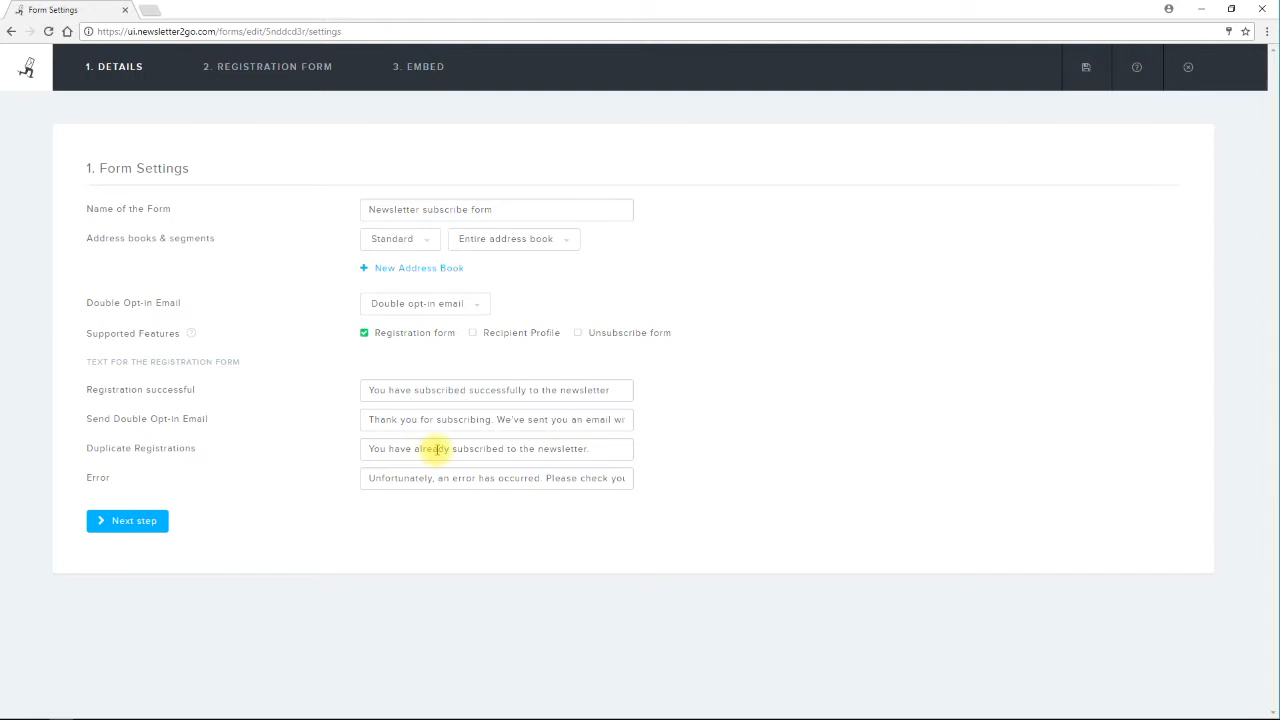 Form Settings
https://ui.newsletter2go.com/forms/edit/5nddcd3r/settings
1. DETAILS 2. REGISTRATION FORM 3. EMBED
1. Form Settings
Name of the Form Newsletter subscribe form
Address books & segments Standard Entire address book
+ New Address Book
Double Opt-in Email Double opt-in email
Supported Features ? Registration form Recipient Profile Unsubscribe form
TEXT FOR THE REGISTRATION FORM
Registration successful You have subscribed successfully to the newsletter
Send Double Opt-in Email Thank you for subscribing. We've sent you an email wi
Duplicate Registrations You have already subscribed to the newsletter.
Error Unfortunately, an error has occurred. Please check you
Next step